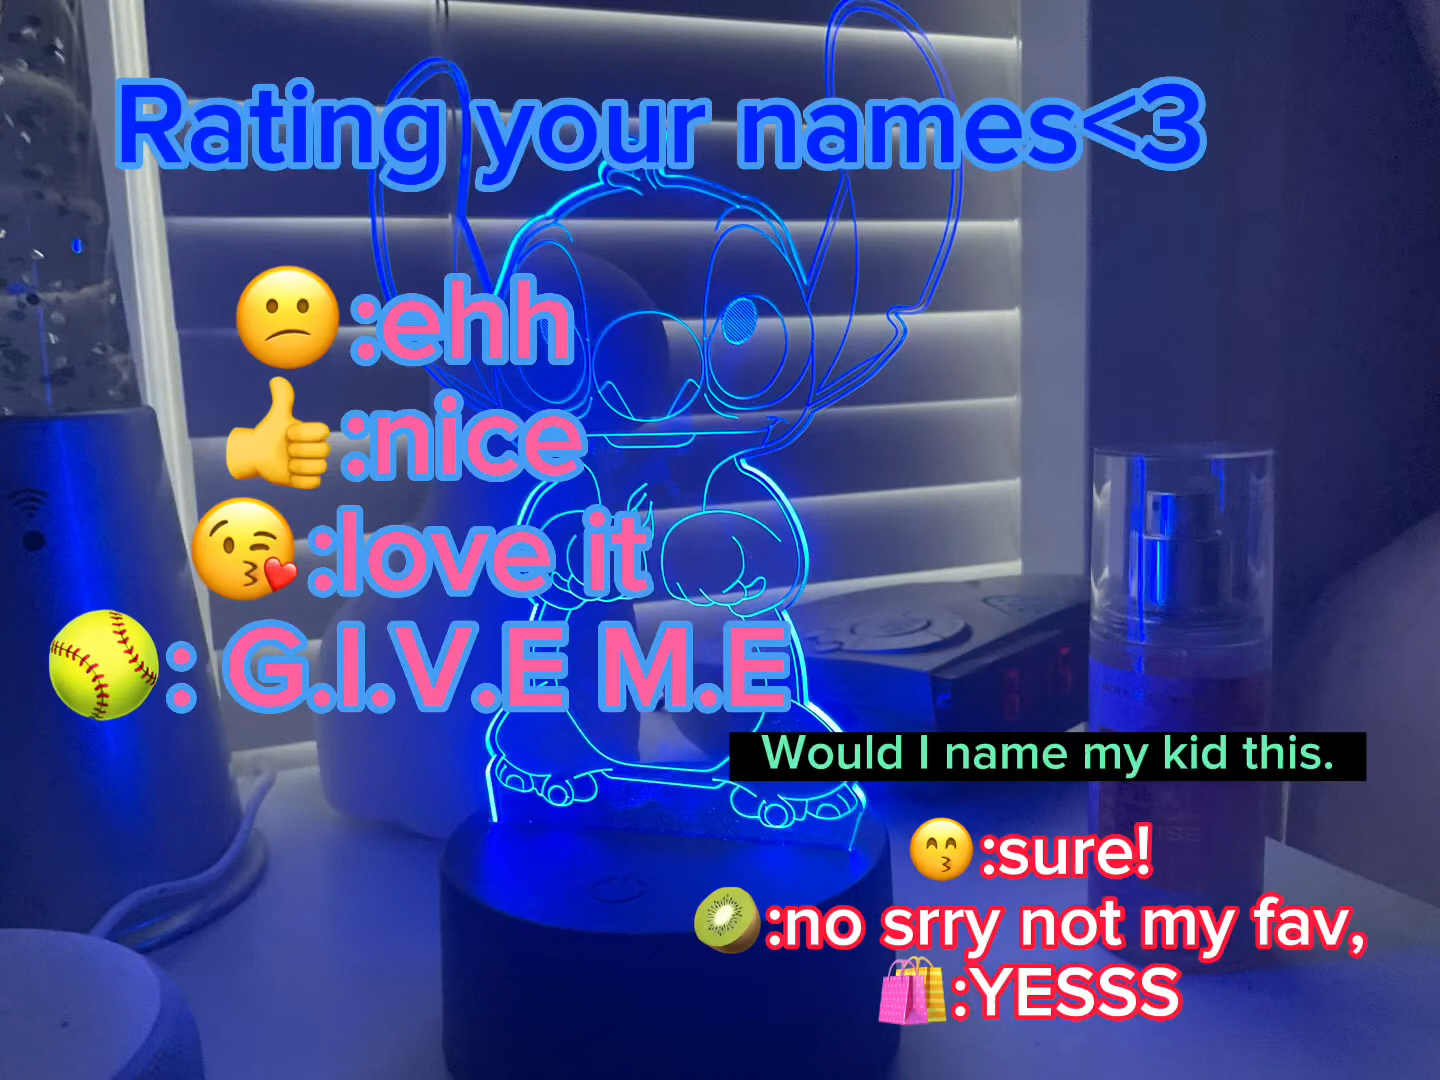 Rating your names<3
😕:ehh
👍:nice
😘:love it
🥎: G.I.V.E M.E
Would I name my kid this.
😙:sure!
🥝:no srry not my fav,
🛍️:YESSS